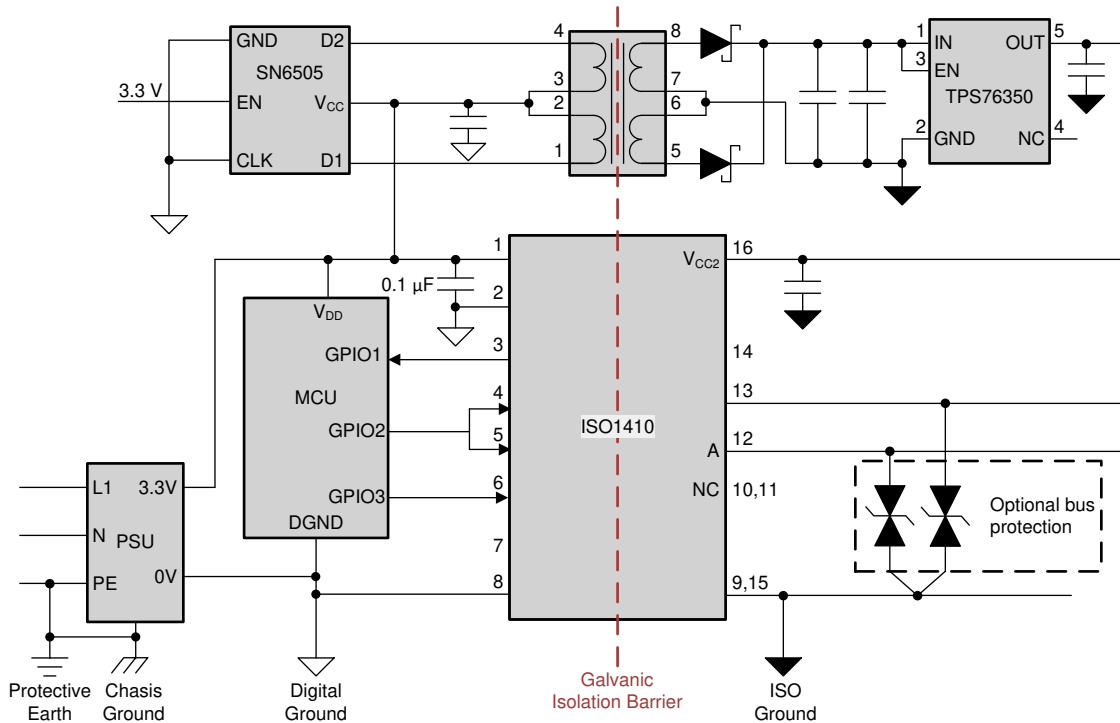 GND
D2
SN6505
3.3 V
EN
VCC
CLK
D1
4
3
2
1
8
7
6
5
1
3
2
IN
EN
GND
OUT
TPS76350
NC
5
4
1
2
3
4
5
6
7
8
0.1 µF
ISO1410
VCC2
A
NC
16
14
13
12
10,11
9,15
VDD
GPIO1
MCU
GPIO2
GPIO3
DGND
L1
3.3V
N
PSU
PE
0V
Optional bus
protection
Protective
Earth
Chasis
Ground
Digital
Ground
Galvanic
Isolation Barrier
ISO
Ground